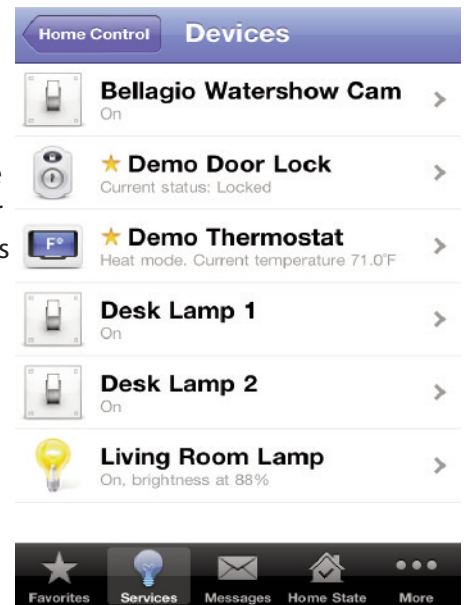 Home Control Devices
Bellagio Watershow Cam
On
Demo Door Lock
Current status: Locked
F°
Demo Thermostat
Heat mode. Current temperature 71.0°F
Desk Lamp 1
On
Desk Lamp 2
On
Living Room Lamp
On, brightness at 88%
Favorites Services Messages Home State More